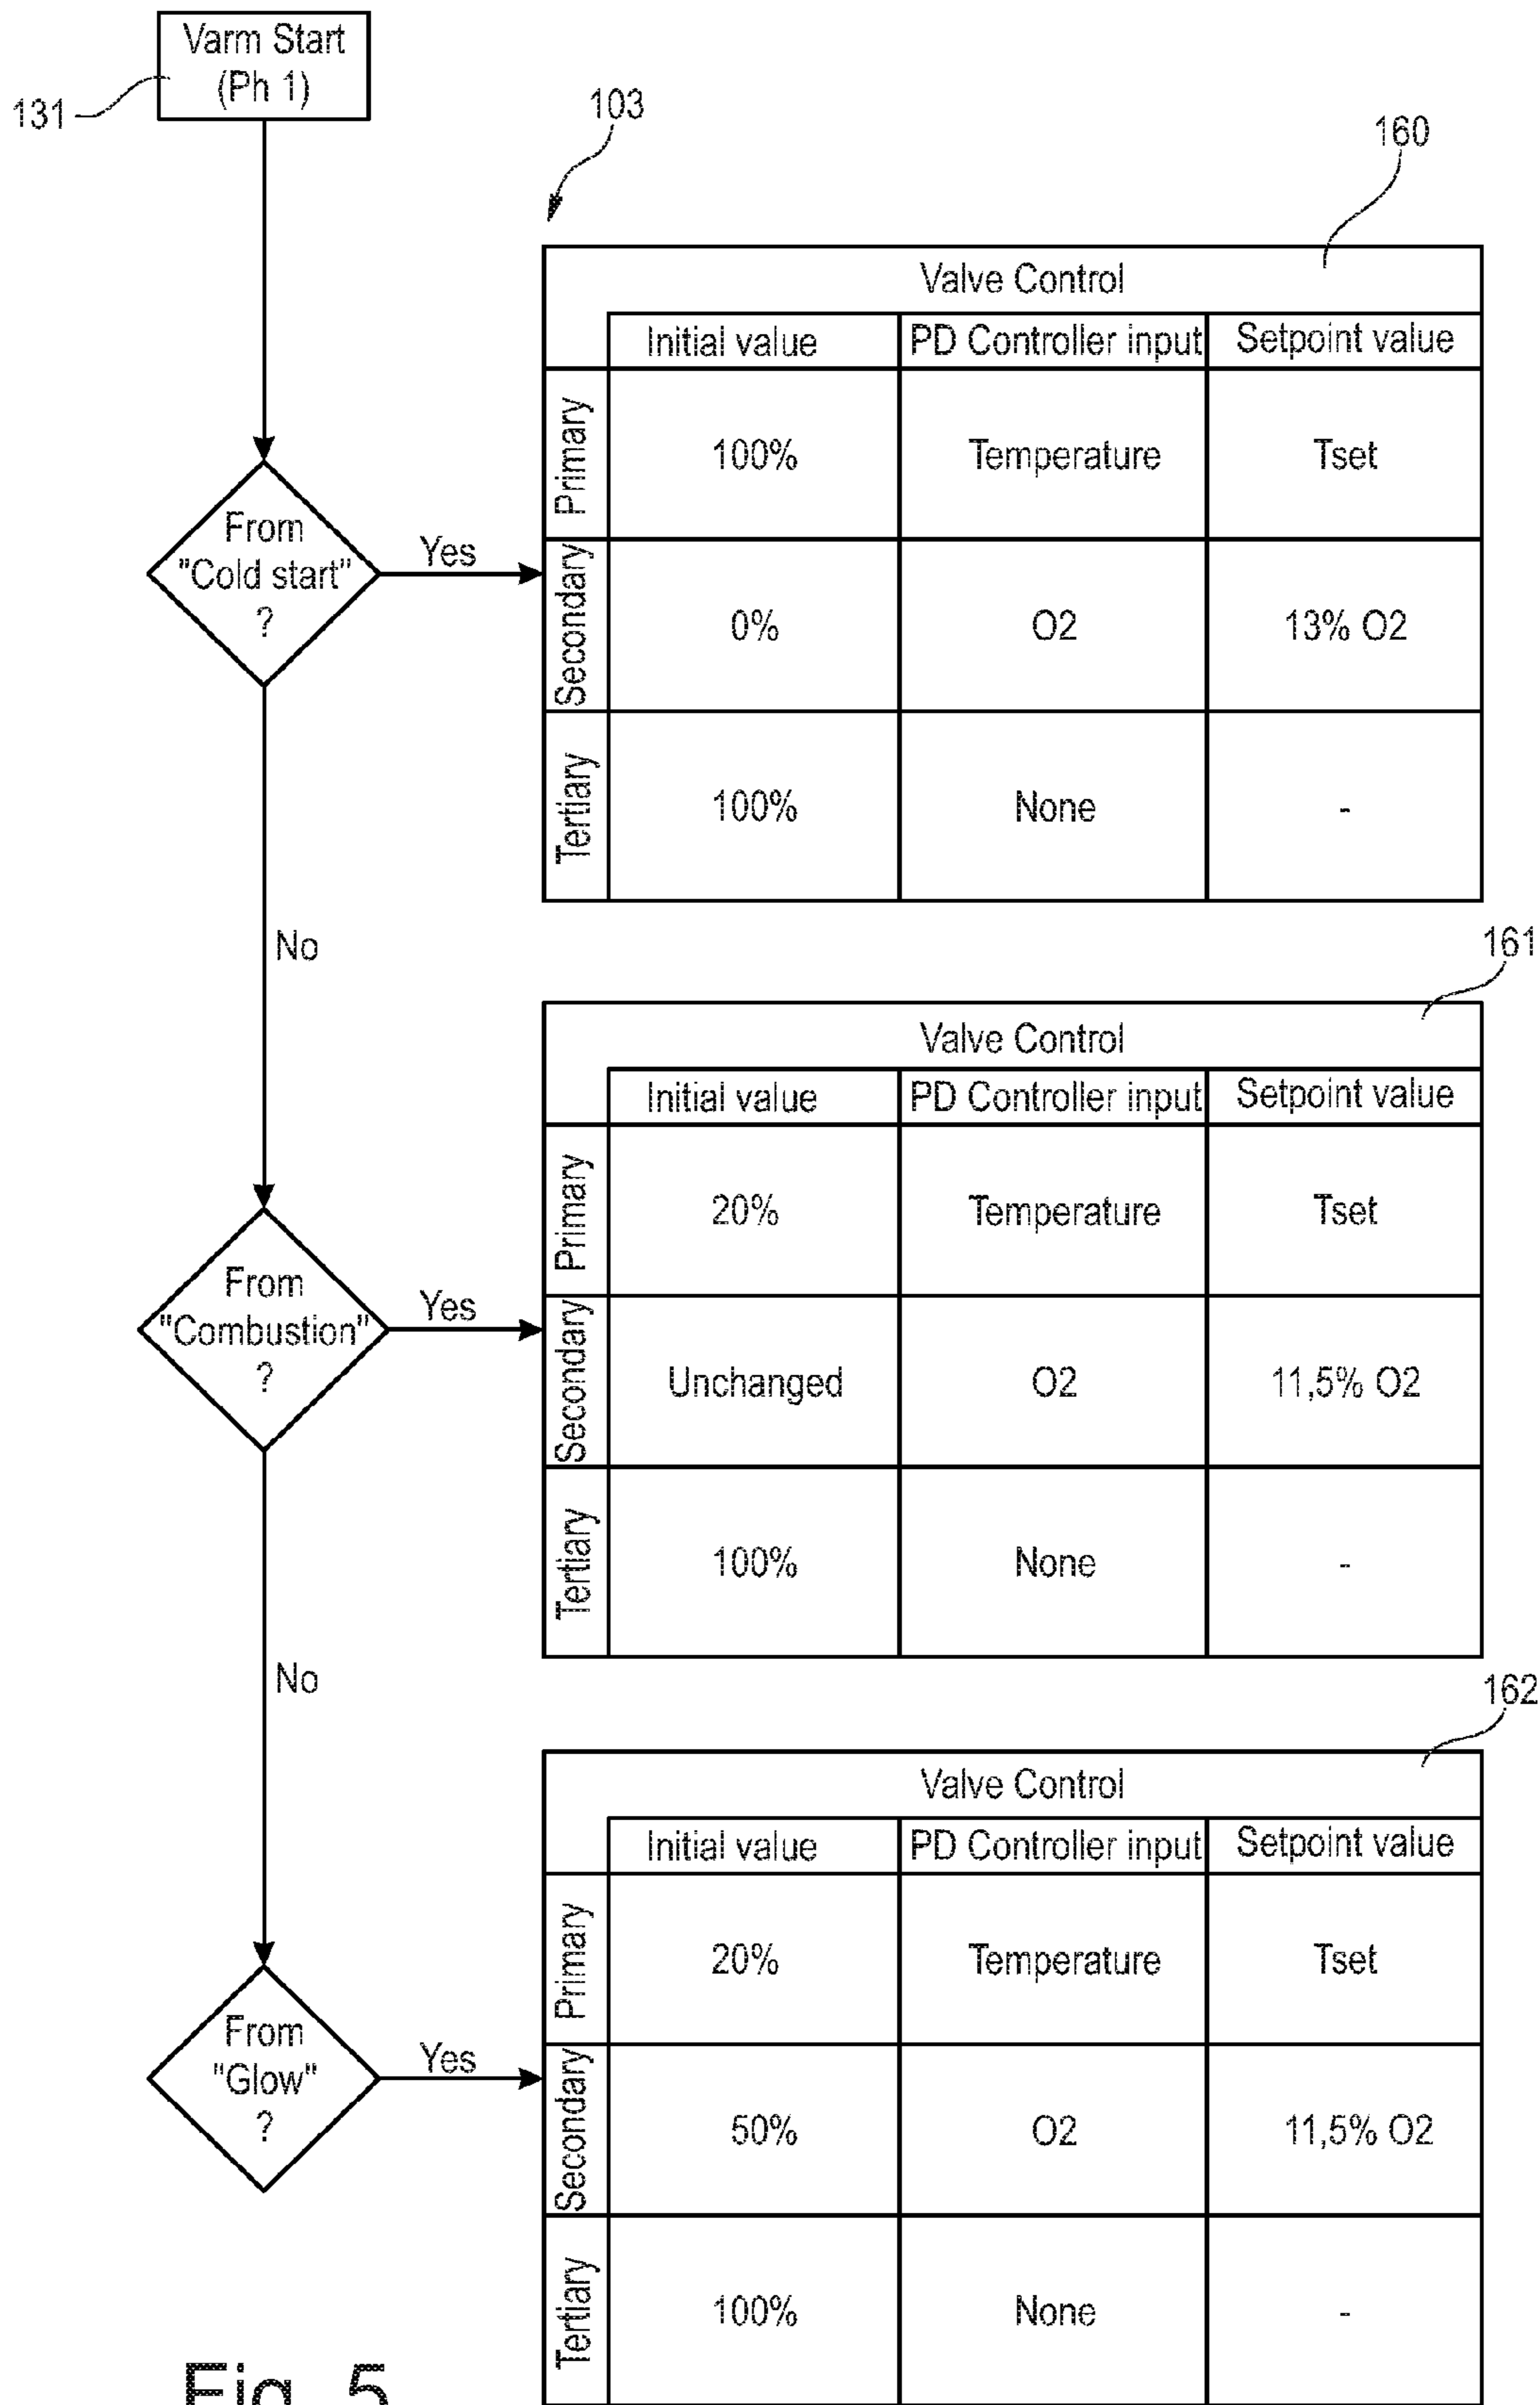 Varm Start
(Ph 1)
131
103
160
Valve Control
Initial value PD Controller input Setpoint value
Primary 100% Temperature Tset
Secondary 0% O2 13% O2
Tertiary 100% None -
From
"Cold start"
?
Yes
No
161
Valve Control
Initial value PD Controller input Setpoint value
Primary 20% Temperature Tset
Secondary Unchanged O2 11,5% O2
Tertiary 100% None -
From
"Combustion"
?
Yes
No
162
Valve Control
Initial value PD Controller input Setpoint value
Primary 20% Temperature Tset
Secondary 50% O2 11,5% O2
Tertiary 100% None -
From
"Glow"
?
Yes
Fig. 5